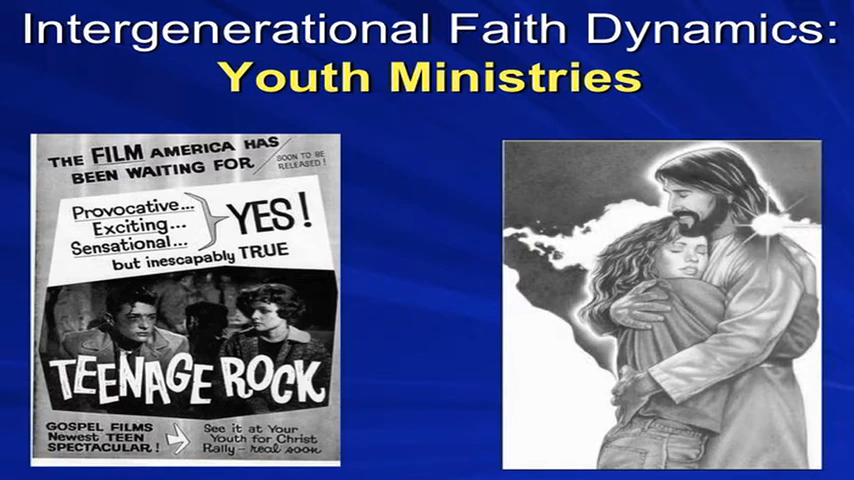 Intergenerational Faith Dynamics:
Youth Ministries
THE FILM AMERICA HAS
BEEN WAITING FOR
SOON TO BE
RELEASED!
Provocative...
Exciting...
Sensational...
YES!
but inescapably TRUE
TEENAGE ROCK
GOSPEL FILMS
Newest TEEN
SPECTACULAR!
See it at Your
Youth for Christ
Rally - real soon